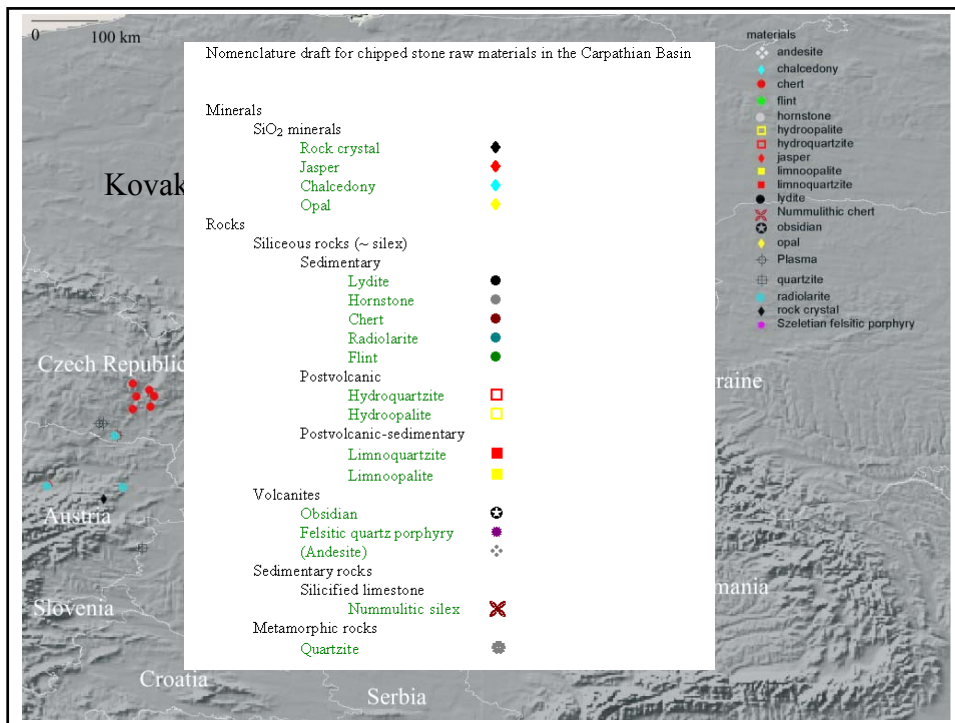 0 100 km
Nomenclature draft for chipped stone raw materials in the Carpathian Basin
Minerals
SiO₂ minerals
Rock crystal
Jasper
Chalcedony
Opal
Rocks
Siliceous rocks (~ silex)
Sedimentary
Lydite
Hornstone
Chert
Radiolarite
Flint
Postvolcanic
Hydroquartzite
Hydroopalite
Postvolcanic-sedimentary
Limnoquartzite
Limnoopalite
Volcanites
Obsidian
Felsitic quartz porphyry
(Andesite)
Sedimentary rocks
Silicified limestone
Nummulitic silex
Metamorphic rocks
Quartzite
materials
andesite
chalcedony
chert
flint
hornstone
hydroopalite
hydroquartzite
jasper
limnoopalite
limnoquartzite
lydite
Nummulithic chert
obsidian
opal
Plasma
quartzite
radiolarite
rock crystal
Szeletian felsitic porphyry
Kovak
Czech Republic
raine
Austria
Slovenia
mania
Croatia
Serbia